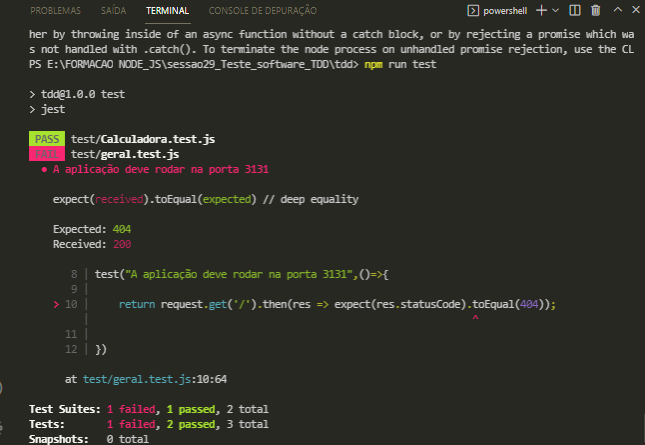 PROBLEMAS SAÍDA TERMINAL CONSOLE DE DEPURAÇÃO powershell
her by throwing inside of an async function without a catch block, or by rejecting a promise which wa
s not handled with .catch(). To terminate the node process on unhandled promise rejection, use the CL
PS E:\FORMACAO NODE_JS\sessao29_Teste_software_TDD\tdd> npm run test
> tdd@1.0.0 test
> jest
PASS test/Calculadora.test.js
FAIL test/geral.test.js
● A aplicação deve rodar na porta 3131
expect(received).toEqual(expected) // deep equality
Expected: 404
Received: 200
8 | test("A aplicação deve rodar na porta 3131",()=>{
9 |
> 10 | return request.get('/').then(res => expect(res.statusCode).toEqual(404));
| ^
11 |
12 | })
at test/geral.test.js:10:64
Test Suites: 1 failed, 1 passed, 2 total
Tests: 1 failed, 2 passed, 3 total
Snapshots: 0 total